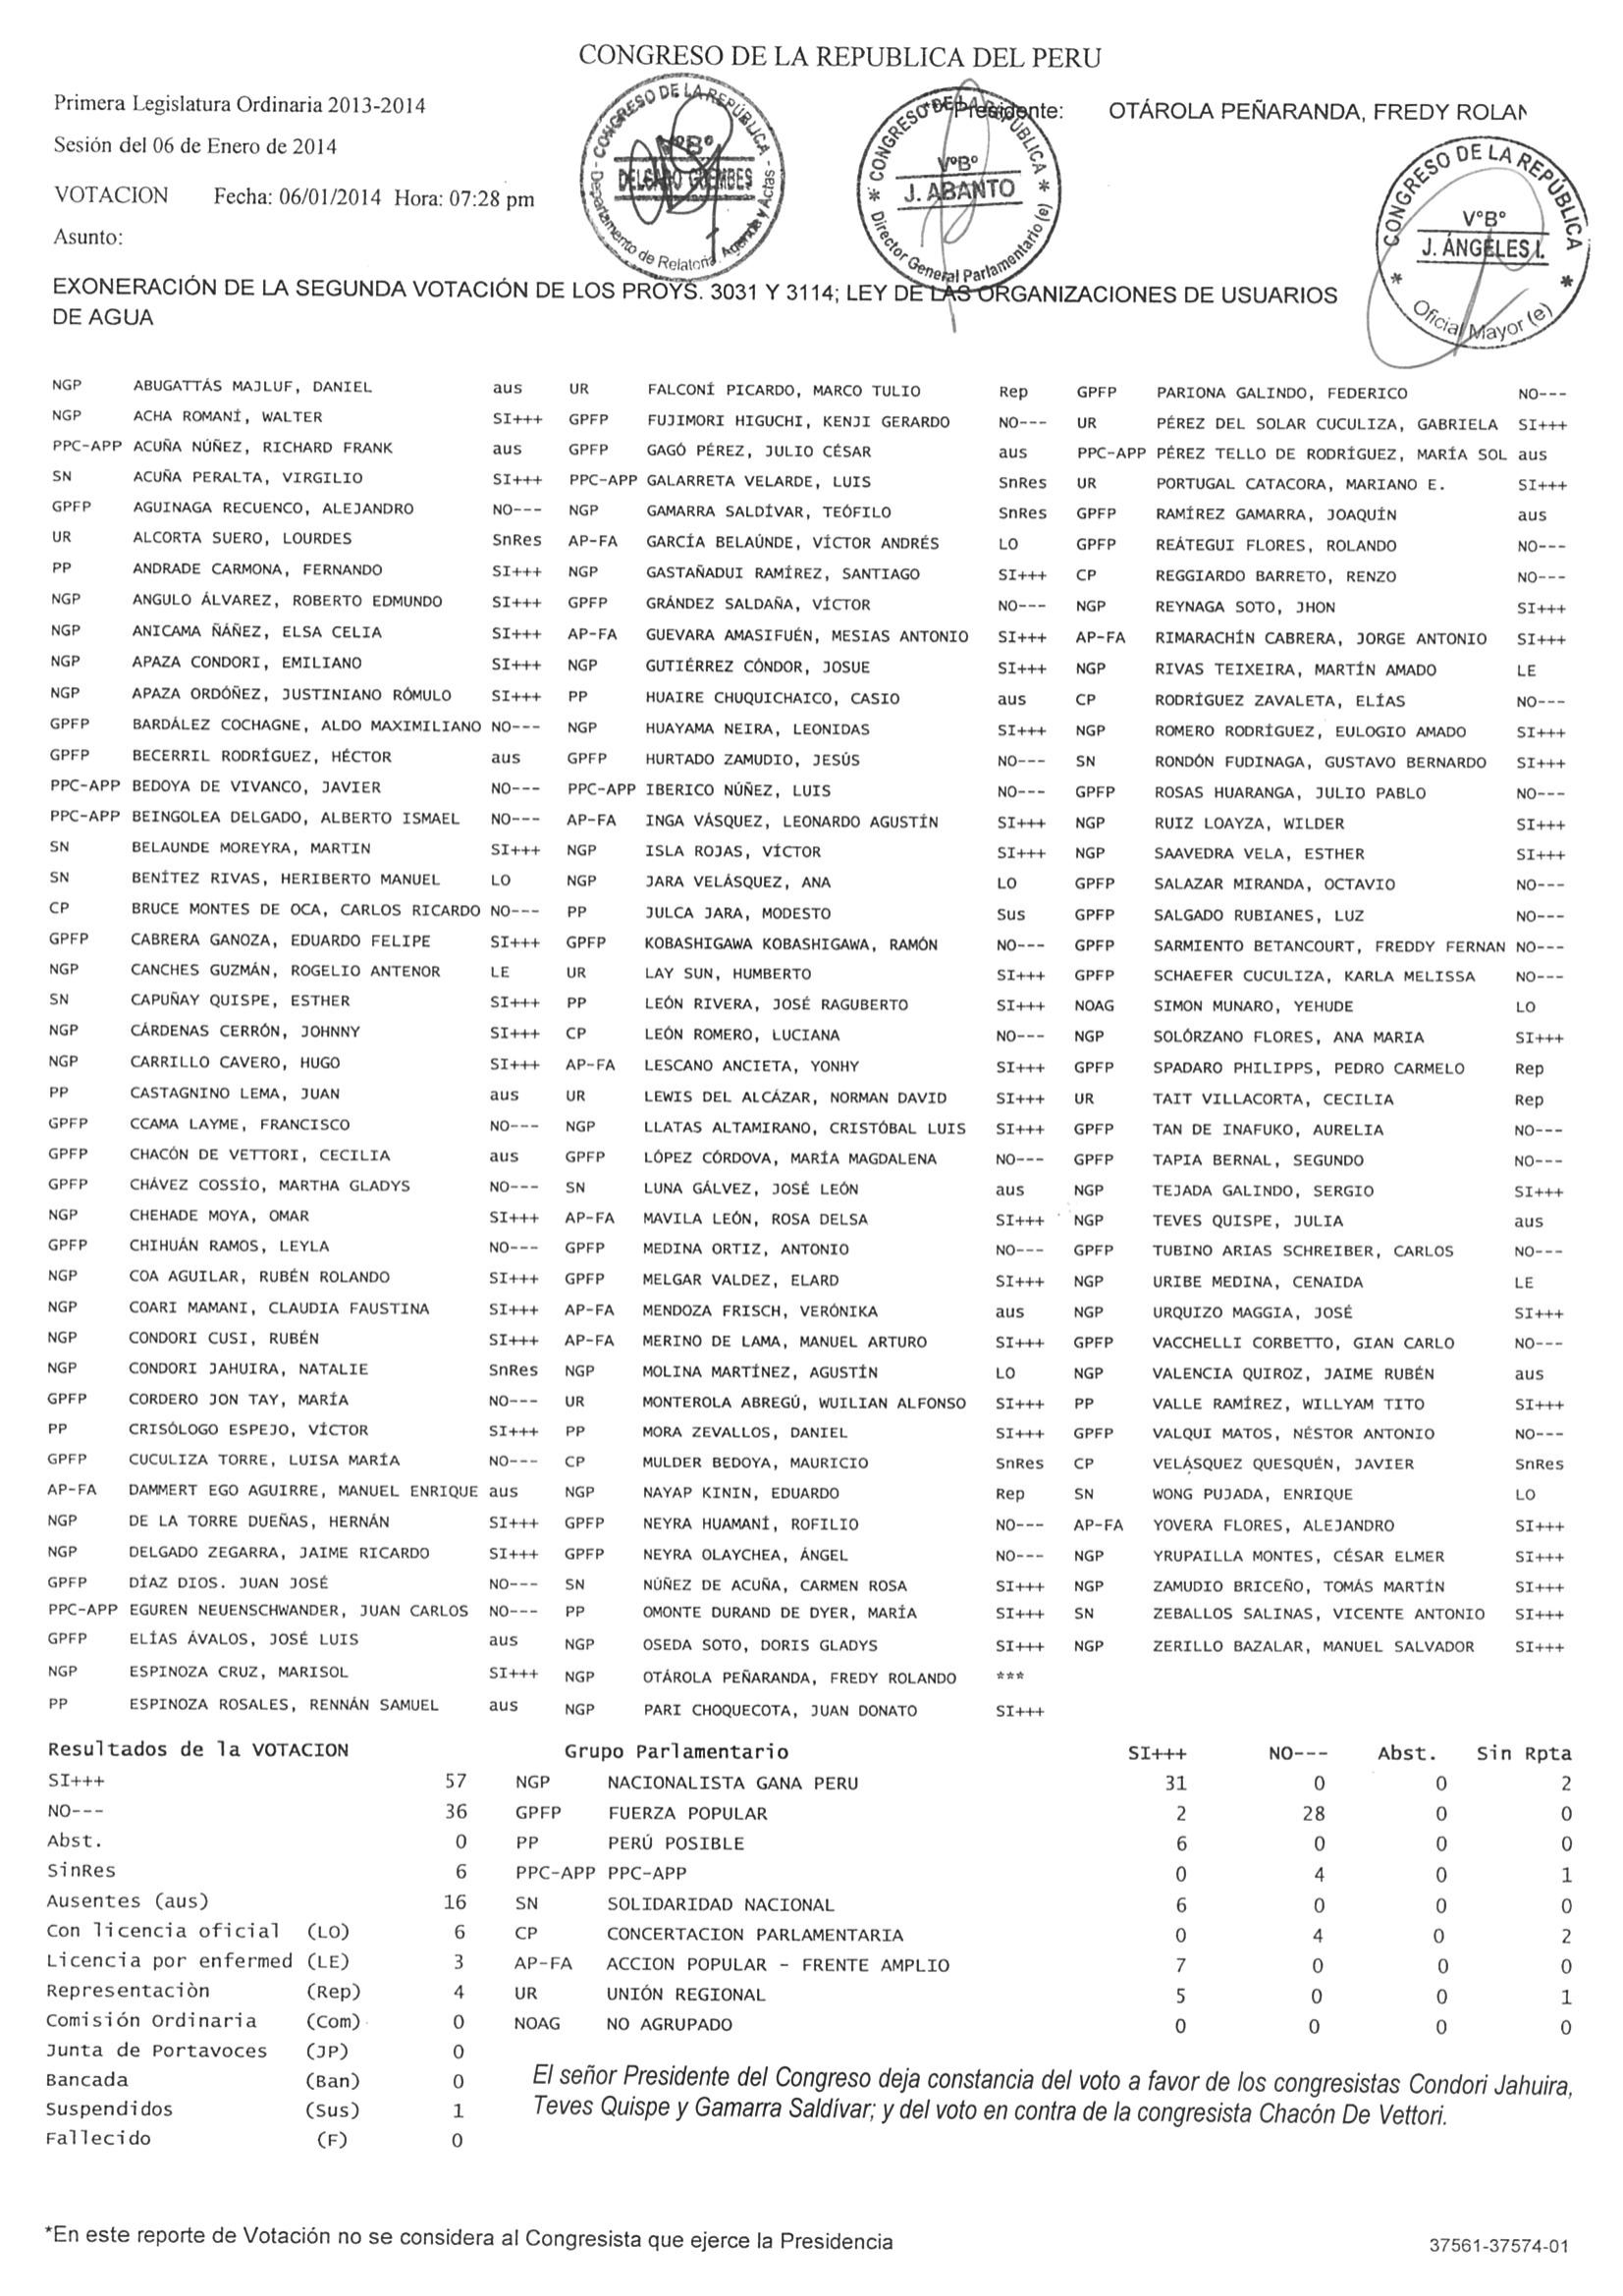 CONGRESO DE LA REPUBLICA DEL PERU
Primera Legislatura Ordinaria 2013-2014
Presidente: OTÁROLA PEÑARANDA, FREDY ROLAN
Sesión del 06 de Enero de 2014
VOTACION Fecha: 06/01/2014 Hora: 07:28 pm
Asunto:
CONGRESO DE LA REPÚBLICA - Departamento de Relatoría, Agenda y Actas -
VºBº
DELGADO GUEMBES
* CONGRESO DE LA REPÚBLICA * Director General Parlamentario (e)
VºBº
J. ABANTO
* CONGRESO DE LA REPÚBLICA * Oficial Mayor (e)
VºBº
J. ÁNGELES I.
EXONERACIÓN DE LA SEGUNDA VOTACIÓN DE LOS PROYS. 3031 Y 3114; LEY DE LAS ORGANIZACIONES DE USUARIOS
DE AGUA
NGP ABUGATTÁS MAJLUF, DANIEL aus UR FALCONÍ PICARDO, MARCO TULIO Rep GPFP PARIONA GALINDO, FEDERICO NO---
NGP ACHA ROMANÍ, WALTER SI+++ GPFP FUJIMORI HIGUCHI, KENJI GERARDO NO--- UR PÉREZ DEL SOLAR CUCULIZA, GABRIELA SI+++
PPC-APP ACUÑA NÚÑEZ, RICHARD FRANK aus GPFP GAGÓ PÉREZ, JULIO CÉSAR aus PPC-APP PÉREZ TELLO DE RODRÍGUEZ, MARÍA SOL aus
SN ACUÑA PERALTA, VIRGILIO SI+++ PPC-APP GALARRETA VELARDE, LUIS SnRes UR PORTUGAL CATACORA, MARIANO E. SI+++
GPFP AGUINAGA RECUENCO, ALEJANDRO NO--- NGP GAMARRA SALDÍVAR, TEÓFILO SnRes GPFP RAMÍREZ GAMARRA, JOAQUÍN aus
UR ALCORTA SUERO, LOURDES SnRes AP-FA GARCÍA BELAÚNDE, VÍCTOR ANDRÉS LO GPFP REÁTEGUI FLORES, ROLANDO NO---
PP ANDRADE CARMONA, FERNANDO SI+++ NGP GASTAÑADUI RAMÍREZ, SANTIAGO SI+++ CP REGGIARDO BARRETO, RENZO NO---
NGP ANGULO ÁLVAREZ, ROBERTO EDMUNDO SI+++ GPFP GRÁNDEZ SALDAÑA, VÍCTOR NO--- NGP REYNAGA SOTO, JHON SI+++
NGP ANICAMA ÑÁÑEZ, ELSA CELIA SI+++ AP-FA GUEVARA AMASIFUÉN, MESIAS ANTONIO SI+++ AP-FA RIMARACHÍN CABRERA, JORGE ANTONIO SI+++
NGP APAZA CONDORI, EMILIANO SI+++ NGP GUTIÉRREZ CÓNDOR, JOSUE SI+++ NGP RIVAS TEIXEIRA, MARTÍN AMADO LE
NGP APAZA ORDÓÑEZ, JUSTINIANO RÓMULO SI+++ PP HUAIRE CHUQUICHAICO, CASIO aus CP RODRÍGUEZ ZAVALETA, ELÍAS NO---
GPFP BARDÁLEZ COCHAGNE, ALDO MAXIMILIANO NO--- NGP HUAYAMA NEIRA, LEONIDAS SI+++ NGP ROMERO RODRÍGUEZ, EULOGIO AMADO SI+++
GPFP BECERRIL RODRÍGUEZ, HÉCTOR aus GPFP HURTADO ZAMUDIO, JESÚS NO--- SN RONDÓN FUDINAGA, GUSTAVO BERNARDO SI+++
PPC-APP BEDOYA DE VIVANCO, JAVIER NO--- PPC-APP IBERICO NÚÑEZ, LUIS NO--- GPFP ROSAS HUARANGA, JULIO PABLO NO---
PPC-APP BEINGOLEA DELGADO, ALBERTO ISMAEL NO--- AP-FA INGA VÁSQUEZ, LEONARDO AGUSTÍN SI+++ NGP RUIZ LOAYZA, WILDER SI+++
SN BELAUNDE MOREYRA, MARTIN SI+++ NGP ISLA ROJAS, VÍCTOR SI+++ NGP SAAVEDRA VELA, ESTHER SI+++
SN BENÍTEZ RIVAS, HERIBERTO MANUEL LO NGP JARA VELÁSQUEZ, ANA LO GPFP SALAZAR MIRANDA, OCTAVIO NO---
CP BRUCE MONTES DE OCA, CARLOS RICARDO NO--- PP JULCA JARA, MODESTO Sus GPFP SALGADO RUBIANES, LUZ NO---
GPFP CABRERA GANOZA, EDUARDO FELIPE SI+++ GPFP KOBASHIGAWA KOBASHIGAWA, RAMÓN NO--- GPFP SARMIENTO BETANCOURT, FREDDY FERNAN NO---
NGP CANCHES GUZMÁN, ROGELIO ANTENOR LE UR LAY SUN, HUMBERTO SI+++ GPFP SCHAEFER CUCULIZA, KARLA MELISSA NO---
SN CAPUÑAY QUISPE, ESTHER SI+++ PP LEÓN RIVERA, JOSÉ RAGUBERTO SI+++ NOAG SIMON MUNARO, YEHUDE LO
NGP CÁRDENAS CERRÓN, JOHNNY SI+++ CP LEÓN ROMERO, LUCIANA NO--- NGP SOLÓRZANO FLORES, ANA MARIA SI+++
NGP CARRILLO CAVERO, HUGO SI+++ AP-FA LESCANO ANCIETA, YONHY SI+++ GPFP SPADARO PHILIPPS, PEDRO CARMELO Rep
PP CASTAGNINO LEMA, JUAN aus UR LEWIS DEL ALCÁZAR, NORMAN DAVID SI+++ UR TAIT VILLACORTA, CECILIA Rep
GPFP CCAMA LAYME, FRANCISCO NO--- NGP LLATAS ALTAMIRANO, CRISTÓBAL LUIS SI+++ GPFP TAN DE INAFUKO, AURELIA NO---
GPFP CHACÓN DE VETTORI, CECILIA aus GPFP LÓPEZ CÓRDOVA, MARÍA MAGDALENA NO--- GPFP TAPIA BERNAL, SEGUNDO NO---
GPFP CHÁVEZ COSSÍO, MARTHA GLADYS NO--- SN LUNA GÁLVEZ, JOSÉ LEÓN aus NGP TEJADA GALINDO, SERGIO SI+++
NGP CHEHADE MOYA, OMAR SI+++ AP-FA MAVILA LEÓN, ROSA DELSA SI+++ NGP TEVES QUISPE, JULIA aus
GPFP CHIHUÁN RAMOS, LEYLA NO--- GPFP MEDINA ORTIZ, ANTONIO NO--- GPFP TUBINO ARIAS SCHREIBER, CARLOS NO---
NGP COA AGUILAR, RUBÉN ROLANDO SI+++ GPFP MELGAR VALDEZ, ELARD SI+++ NGP URIBE MEDINA, CENAIDA LE
NGP COARI MAMANI, CLAUDIA FAUSTINA SI+++ AP-FA MENDOZA FRISCH, VERÓNIKA aus NGP URQUIZO MAGGIA, JOSÉ SI+++
NGP CONDORI CUSI, RUBÉN SI+++ AP-FA MERINO DE LAMA, MANUEL ARTURO SI+++ GPFP VACCHELLI CORBETTO, GIAN CARLO NO---
NGP CONDORI JAHUIRA, NATALIE SnRes NGP MOLINA MARTÍNEZ, AGUSTÍN LO NGP VALENCIA QUIROZ, JAIME RUBÉN aus
GPFP CORDERO JON TAY, MARÍA NO--- UR MONTEROLA ABREGÚ, WUILIAN ALFONSO SI+++ PP VALLE RAMÍREZ, WILLYAM TITO SI+++
PP CRISÓLOGO ESPEJO, VÍCTOR SI+++ PP MORA ZEVALLOS, DANIEL SI+++ GPFP VALQUI MATOS, NÉSTOR ANTONIO NO---
GPFP CUCULIZA TORRE, LUISA MARÍA NO--- CP MULDER BEDOYA, MAURICIO SnRes CP VELÁSQUEZ QUESQUÉN, JAVIER SnRes
AP-FA DAMMERT EGO AGUIRRE, MANUEL ENRIQUE aus NGP NAYAP KININ, EDUARDO Rep SN WONG PUJADA, ENRIQUE LO
NGP DE LA TORRE DUEÑAS, HERNÁN SI+++ GPFP NEYRA HUAMANÍ, ROFILIO NO--- AP-FA YOVERA FLORES, ALEJANDRO SI+++
NGP DELGADO ZEGARRA, JAIME RICARDO SI+++ GPFP NEYRA OLAYCHEA, ÁNGEL NO--- NGP YRUPAILLA MONTES, CÉSAR ELMER SI+++
GPFP DÍAZ DIOS. JUAN JOSÉ NO--- SN NÚÑEZ DE ACUÑA, CARMEN ROSA SI+++ NGP ZAMUDIO BRICEÑO, TOMÁS MARTÍN SI+++
PPC-APP EGUREN NEUENSCHWANDER, JUAN CARLOS NO--- PP OMONTE DURAND DE DYER, MARÍA SI+++ SN ZEBALLOS SALINAS, VICENTE ANTONIO SI+++
GPFP ELÍAS ÁVALOS, JOSÉ LUIS aus NGP OSEDA SOTO, DORIS GLADYS SI+++ NGP ZERILLO BAZALAR, MANUEL SALVADOR SI+++
NGP ESPINOZA CRUZ, MARISOL SI+++ NGP OTÁROLA PEÑARANDA, FREDY ROLANDO ***
PP ESPINOZA ROSALES, RENNÁN SAMUEL aus NGP PARI CHOQUECOTA, JUAN DONATO SI+++
Resultados de la VOTACION Grupo Parlamentario SI+++ NO--- Abst. Sin Rpta
SI+++ 57 NGP NACIONALISTA GANA PERU 31 0 0 2
NO--- 36 GPFP FUERZA POPULAR 2 28 0 0
Abst. 0 PP PERÚ POSIBLE 6 0 0 0
SinRes 6 PPC-APP PPC-APP 0 4 0 1
Ausentes (aus) 16 SN SOLIDARIDAD NACIONAL 6 0 0 0
Con licencia oficial (LO) 6 CP CONCERTACION PARLAMENTARIA 0 4 0 2
Licencia por enfermed (LE) 3 AP-FA ACCION POPULAR - FRENTE AMPLIO 7 0 0 0
Representaciòn (Rep) 4 UR UNIÓN REGIONAL 5 0 0 1
Comisión Ordinaria (Com) 0 NOAG NO AGRUPADO 0 0 0 0
Junta de Portavoces (JP) 0
Bancada (Ban) 0
Suspendidos (Sus) 1
Fallecido (F) 0
El señor Presidente del Congreso deja constancia del voto a favor de los congresistas Condori Jahuira,
Teves Quispe y Gamarra Saldívar; y del voto en contra de la congresista Chacón De Vettori.
*En este reporte de Votación no se considera al Congresista que ejerce la Presidencia
37561-37574-01